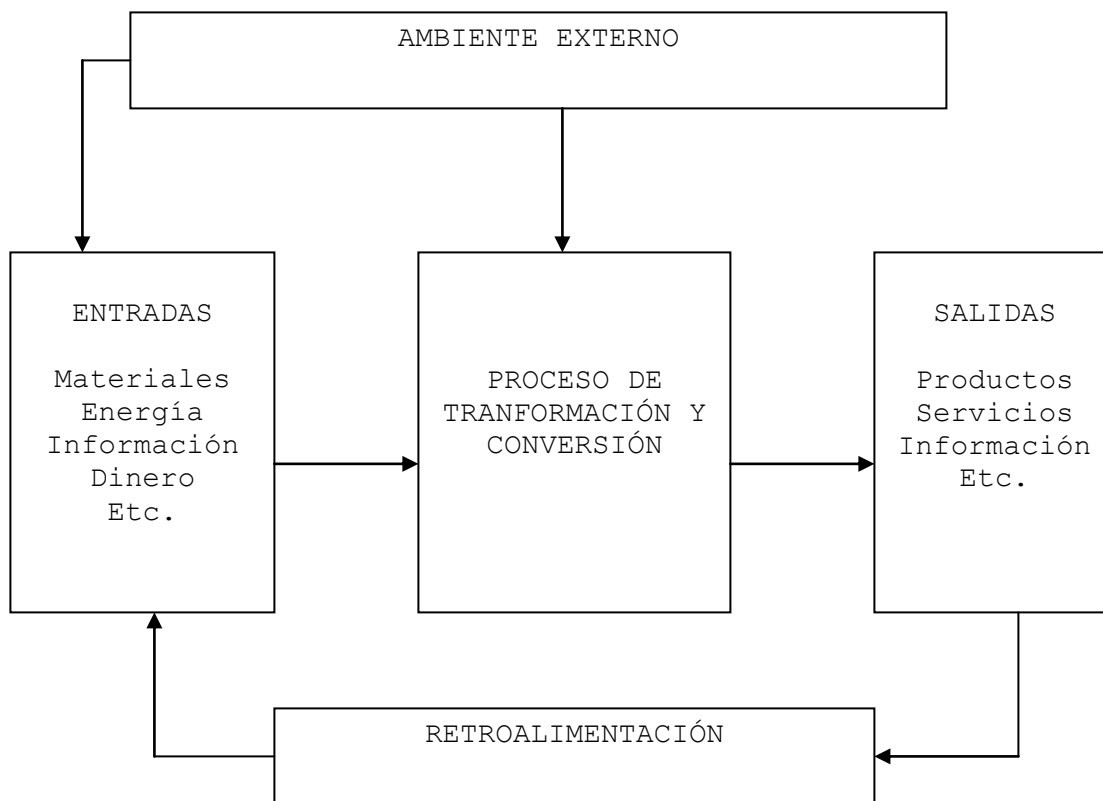 AMBIENTE EXTERNO
ENTRADAS
Materiales
Energía
Información
Dinero
Etc.
PROCESO DE
TRANFORMACIÓN Y
CONVERSIÓN
SALIDAS
Productos
Servicios
Información
Etc.
RETROALIMENTACIÓN